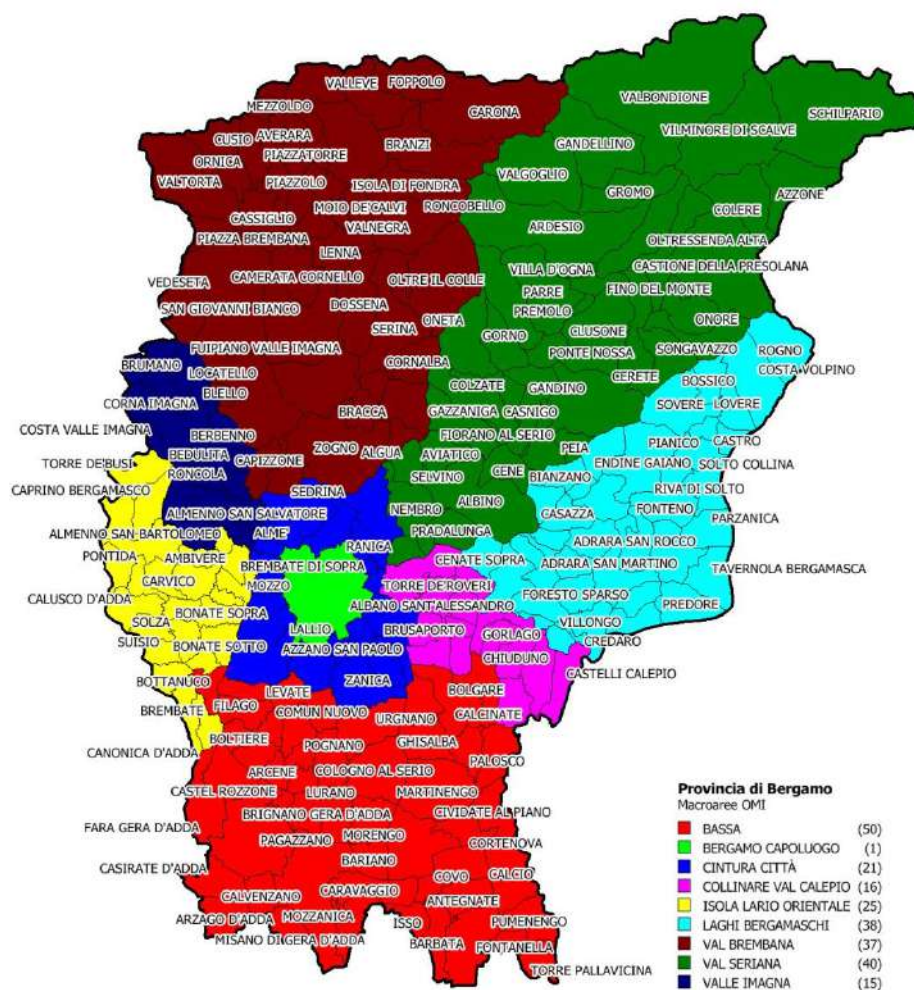 VALLEVE FOPPOLO
MEZZOLDO
CARONA
VALBONDIONE
SCHILPARIO
CUSIO AVERARA
VILMINORE DI SCALVE
ORNICA PIAZZATORRE
BRANZI
GANDELLINO
VALTORTA PIAZZOLO
ISOLA DI FONDRA
VALGOGLIO
GROMO
AZZONE
MOIO DE'CALVI RONCOBELLO
COLERE
CASSIGLIO
VALNEGRA
ARDESIO
PIAZZA BREMBANA
OLTRESSENDA ALTA
LENNA
VEDESETA
CAMERATA CORNELLO
OLTRE IL COLLE
VILLA D'OGNA
CASTIONE DELLA PRESOLANA
PARRE
FINO DEL MONTE
SAN GIOVANNI BIANCO
DOSSENA
PREMOLO
SERINA
ONETA
GORNO
CLUSONE
ONORE
FUIPIANO VALLE IMAGNA
PONTE NOSSA
SONGAVAZZO
ROGNO
BRUMANO
LOCATELLO
CORNALBA
CERETE
COSTA VOLPINO
BOSSICO
CORNA IMAGNA
BLELLO
COLZATE
GANDINO
SOVERE LOVERE
BRACCA
GAZZANIGA CASNIGO
COSTA VALLE IMAGNA
BERBENNO
FIORANO AL SERIO
PIANICO
CASTRO
BEDULITA
CAPIZZONE
ZOGNO
ALGUA
AVIATICO
PEIA
TORRE DE'BUSI
RONCOLA
CENE
BIANZANO
ENDINE GAIANO
SOLTO COLLINA
CAPRINO BERGAMASCO
SEDRINA
SELVINO
RIVA DI SOLTO
ALBINO
ALMENNO SAN SALVATORE
NEMBRO
CASAZZA
FONTENO
PARZANICA
ALMENNO SAN BARTOLOMEO
ALME'
PRADALUNGA
ADRARA SAN ROCCO
PONTIDA
AMBIVERE
RANICA
CENATE SOPRA
BREMBATE DI SOPRA
ADRARA SAN MARTINO
TAVERNOLA BERGAMASCA
CARVICO
MOZZO
TORRE DE'ROVERI
CALUSCO D'ADDA
FORESTO SPARSO
PREDORE
BONATE SOPRA
ALBANO SANT'ALESSANDRO
SOLZA
VILLONGO
LALLIO
BRUSAPORTO
GORLAGO
CREDARO
SUISIO
BONATE SOTTO
AZZANO SAN PAOLO
CHIUDUNO
CASTELLI CALEPIO
BOTTANUCO
ZANICA
BOLGARE
LEVATE
BREMBATE
FILAGO
COMUN NUOVO
URGNANO
CALCINATE
BOLTIERE
POGNANO
GHISALBA
CANONICA D'ADDA
PALOSCO
ARCENE
COLOGNO AL SERIO
CASTEL ROZZONE
LURANO
MARTINENGO
BRIGNANO GERA D'ADDA
CIVIDATE AL PIANO
FARA GERA D'ADDA
PAGAZZANO
MORENGO
CORTENOVA
BARIANO
CASIRATE D'ADDA
COVO
CALCIO
CALVENZANO
CARAVAGGIO
ANTEGNATE
ARZAGO D'ADDA
MOZZANICA
ISSO
PUMENENGO
MISANO DI GERA D'ADDA
BARBATA
FONTANELLA
TORRE PALLAVICINA
Provincia di Bergamo
Macroaree OMI
BASSA (50)
BERGAMO CAPOLUOGO (1)
CINTURA CITTÀ (21)
COLLINARE VAL CALEPIO (16)
ISOLA LARIO ORIENTALE (25)
LAGHI BERGAMASCHI (38)
VAL BREMBANA (37)
VAL SERIANA (40)
VALLE IMAGNA (15)